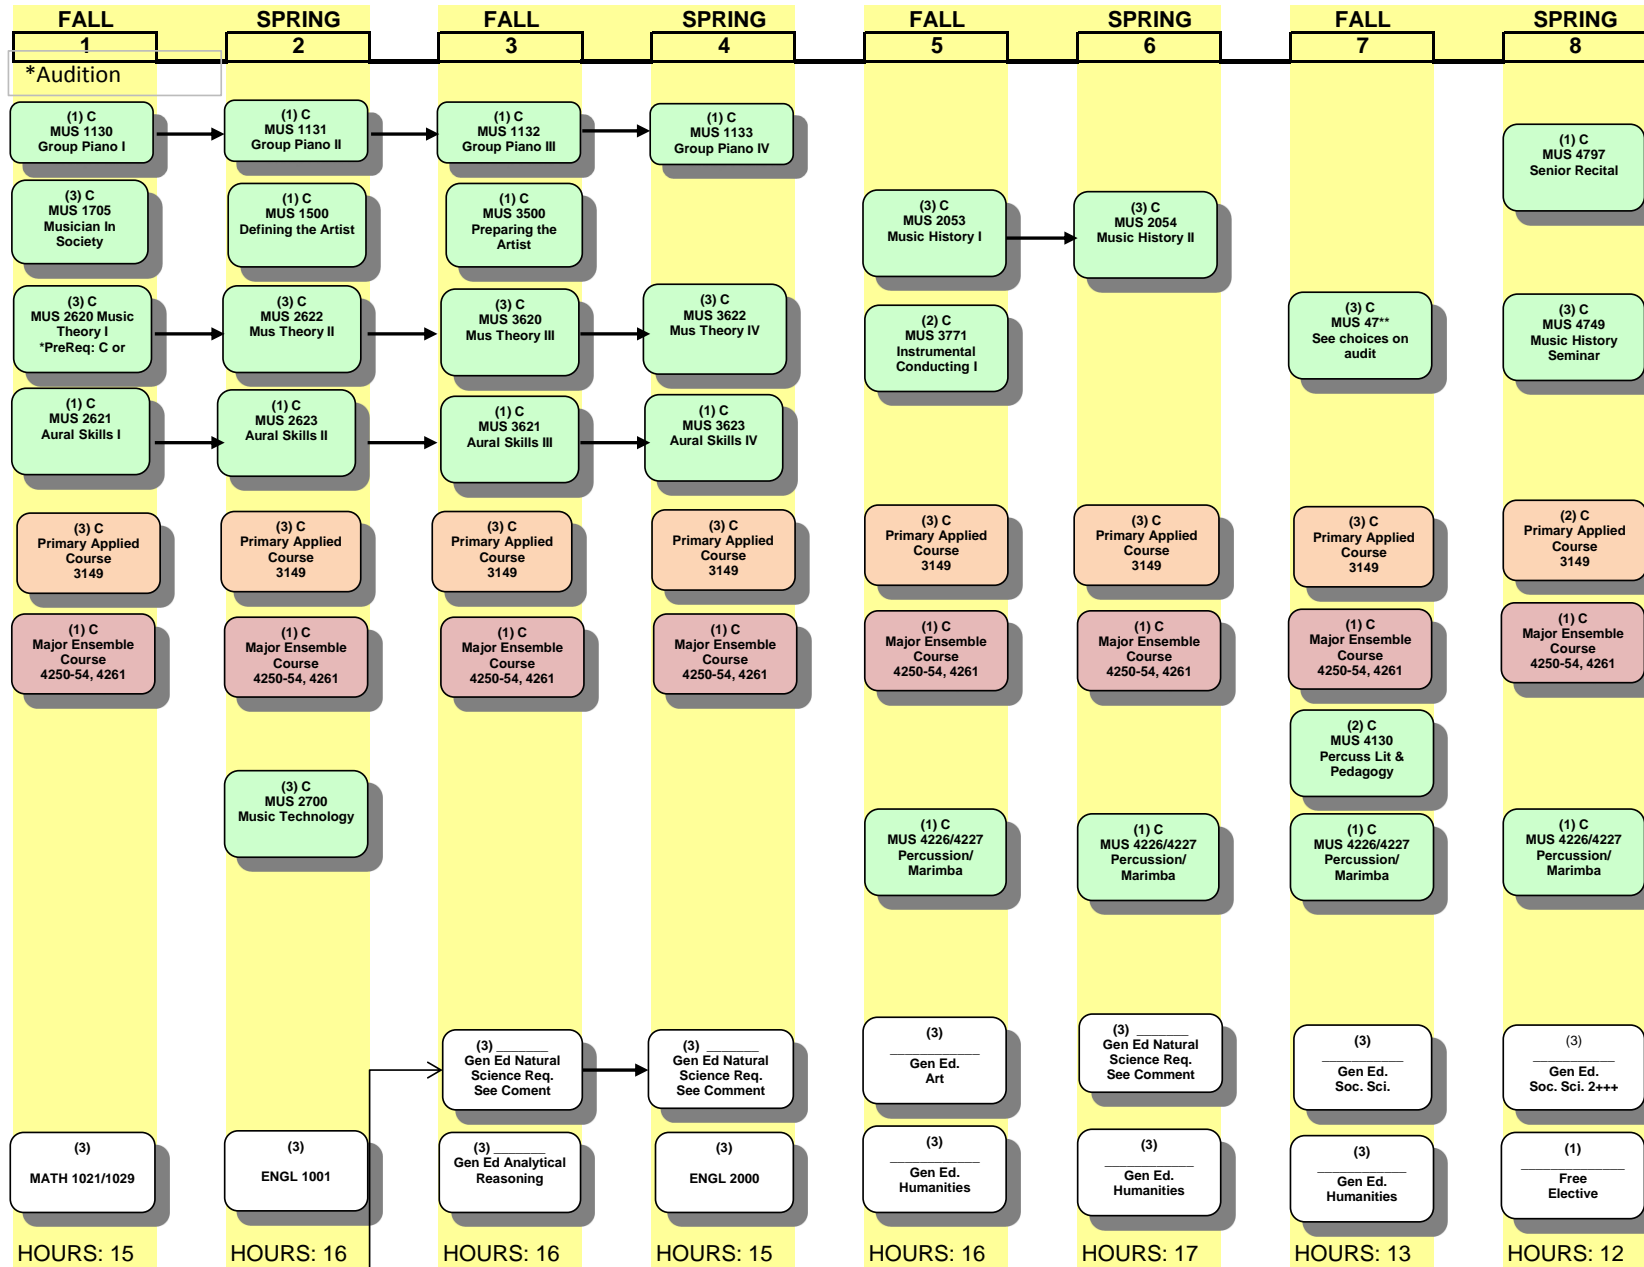 FALL
1
SPRING
2
FALL
3
SPRING
4
FALL
5
SPRING
6
FALL
7
SPRING
8
*Audition
(1) C
MUS 1130
Group Piano I
(1) C
MUS 1131
Group Piano II
(1) C
MUS 1132
Group Piano III
(1) C
MUS 1133
Group Piano IV
(1) C
MUS 4797
Senior Recital
(3) C
MUS 1705
Musician In
Society
(1) C
MUS 1500
Defining the Artist
(1) C
MUS 3500
Preparing the
Artist
(3) C
MUS 2053
Music History I
(3) C
MUS 2054
Music History II
(3) C
MUS 2620 Music
Theory I
*PreReq: C or
(3) C
MUS 2622
Mus Theory II
(3) C
MUS 3620
Mus Theory III
(3) C
MUS 3622
Mus Theory IV
(2) C
MUS 3771
Instrumental
Conducting I
(3) C
MUS 47**
See choices on
audit
(3) C
MUS 4749
Music History
Seminar
(1) C
MUS 2621
Aural Skills I
(1) C
MUS 2623
Aural Skills II
(1) C
MUS 3621
Aural Skills III
(1) C
MUS 3623
Aural Skills IV
(3) C
Primary Applied
Course
3149
(3) C
Primary Applied
Course
3149
(3) C
Primary Applied
Course
3149
(3) C
Primary Applied
Course
3149
(3) C
Primary Applied
Course
3149
(3) C
Primary Applied
Course
3149
(3) C
Primary Applied
Course
3149
(2) C
Primary Applied
Course
3149
(1) C
Major Ensemble
Course
4250-54, 4261
(1) C
Major Ensemble
Course
4250-54, 4261
(1) C
Major Ensemble
Course
4250-54, 4261
(1) C
Major Ensemble
Course
4250-54, 4261
(1) C
Major Ensemble
Course
4250-54, 4261
(1) C
Major Ensemble
Course
4250-54, 4261
(1) C
Major Ensemble
Course
4250-54, 4261
(1) C
Major Ensemble
Course
4250-54, 4261
(2) C
MUS 4130
Percuss Lit &
Pedagogy
(3) C
MUS 2700
Music Technology
(1) C
MUS 4226/4227
Percussion/
Marimba
(1) C
MUS 4226/4227
Percussion/
Marimba
(1) C
MUS 4226/4227
Percussion/
Marimba
(1) C
MUS 4226/4227
Percussion/
Marimba
(3) _______
Gen Ed Natural
Science Req.
See Coment
(3) _______
Gen Ed Natural
Science Req.
See Comment
(3)
____________
Gen Ed.
Art
(3) _______
Gen Ed Natural
Science Req.
See Comment
(3)
___________
Gen Ed.
Soc. Sci.
(3)
___________
Gen Ed.
Soc. Sci. 2+++
(3)
MATH 1021/1029
(3)
ENGL 1001
(3) _______
Gen Ed Analytical
Reasoning
(3)
ENGL 2000
(3)
____________
Gen Ed.
Humanities
(3)
____________
Gen Ed.
Humanities
(3)
____________
Gen Ed.
Humanities
(1)
______________
Free
Elective
HOURS: 15
HOURS: 16
HOURS: 16
HOURS: 15
HOURS: 16
HOURS: 17
HOURS: 13
HOURS: 12